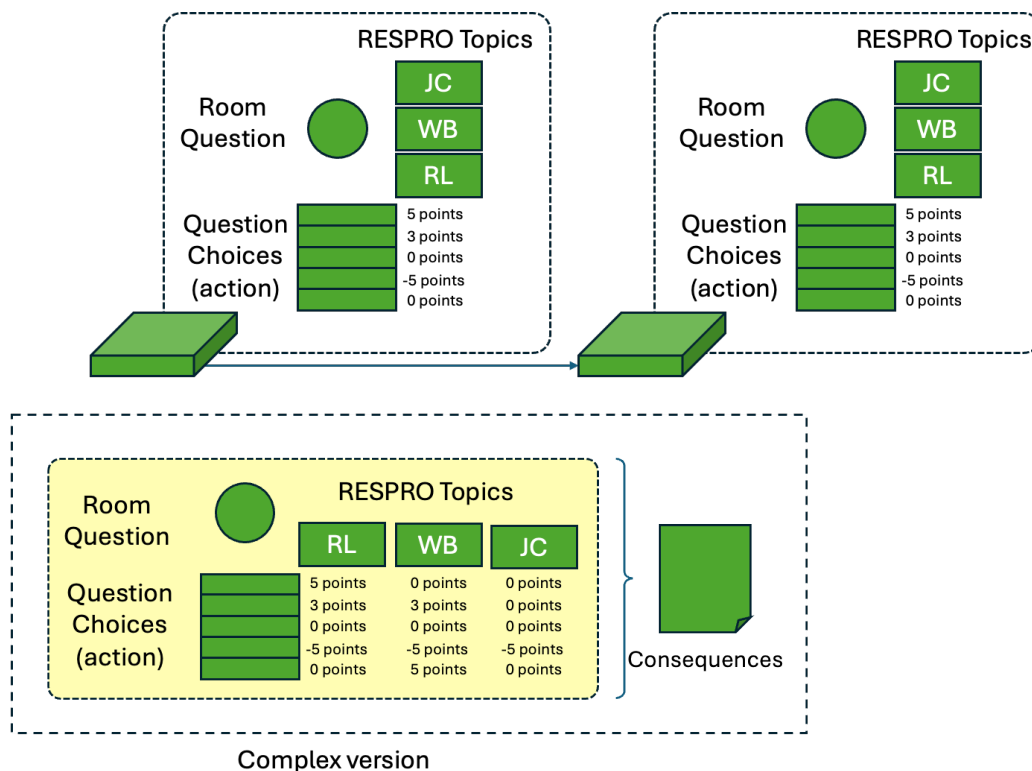 RESPRO Topics
JC
Room
Question
WB
RL
Question
Choices
(action)
5 points
3 points
0 points
-5 points
0 points
RESPRO Topics
JC
Room
Question
WB
RL
Question
Choices
(action)
5 points
3 points
0 points
-5 points
0 points
Room
Question
RESPRO Topics
RL WB JC
Question
Choices
(action)
5 points 0 points 0 points
3 points 3 points 0 points
0 points 0 points 0 points
-5 points -5 points -5 points
0 points 5 points 0 points
Consequences
Complex version